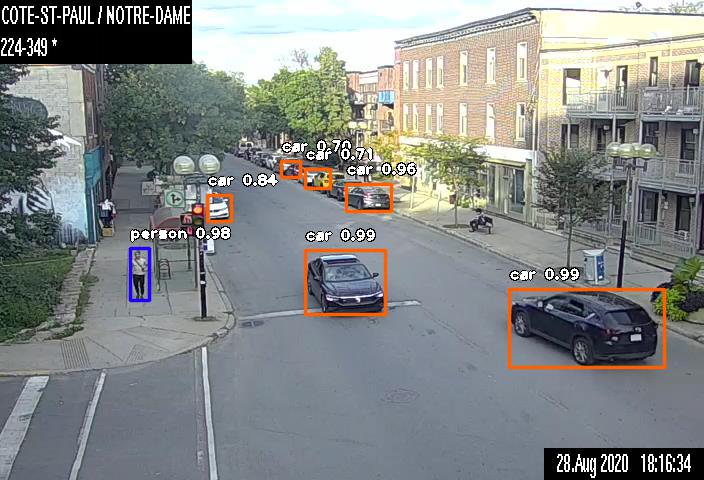 COTE-ST-PAUL / NOTRE-DAME
224-349 *
car 0.70
car 0.71
car 0.96
car 0.84
person 0.98
car 0.99
car 0.99
28.Aug 2020 18:16:34